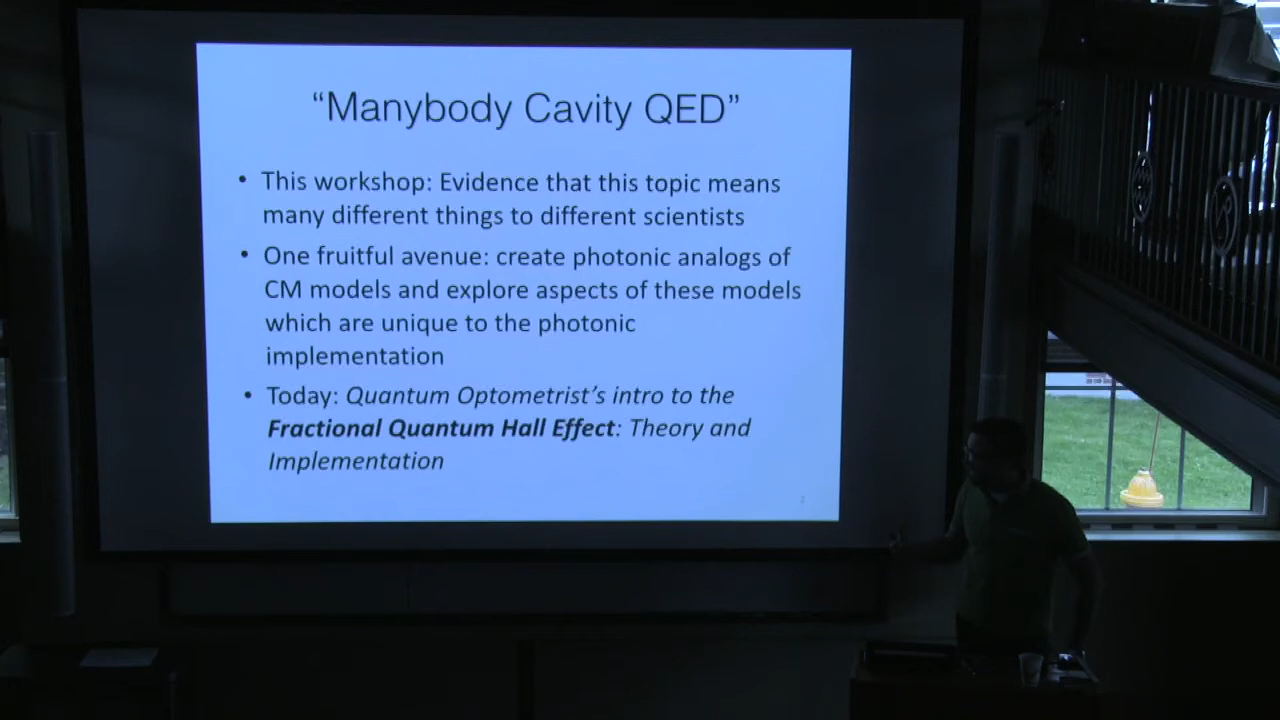 “Manybody Cavity QED”
• This workshop: Evidence that this topic means
many different things to different scientists
• One fruitful avenue: create photonic analogs of
CM models and explore aspects of these models
which are unique to the photonic
implementation
• Today: Quantum Optometrist’s intro to the
Fractional Quantum Hall Effect: Theory and
Implementation